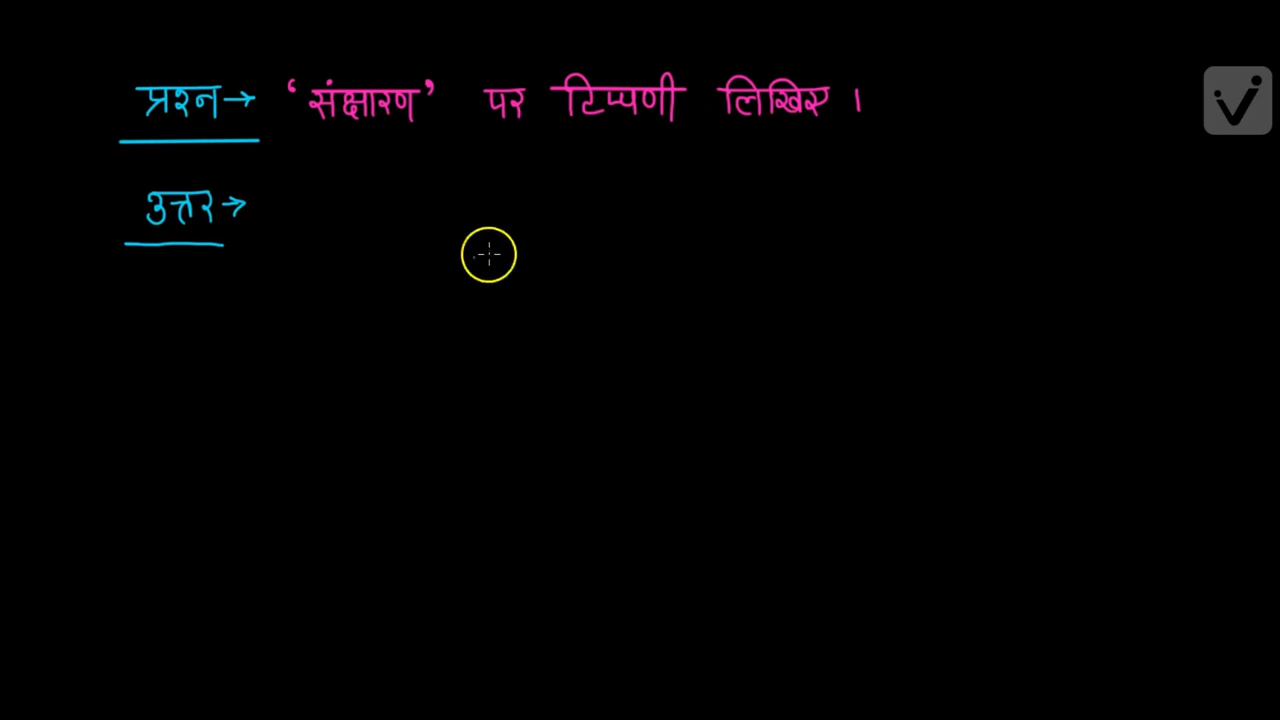 प्रश्न→ ‘संक्षारण’ पर टिप्पणी लिखिए ।
उत्तर→